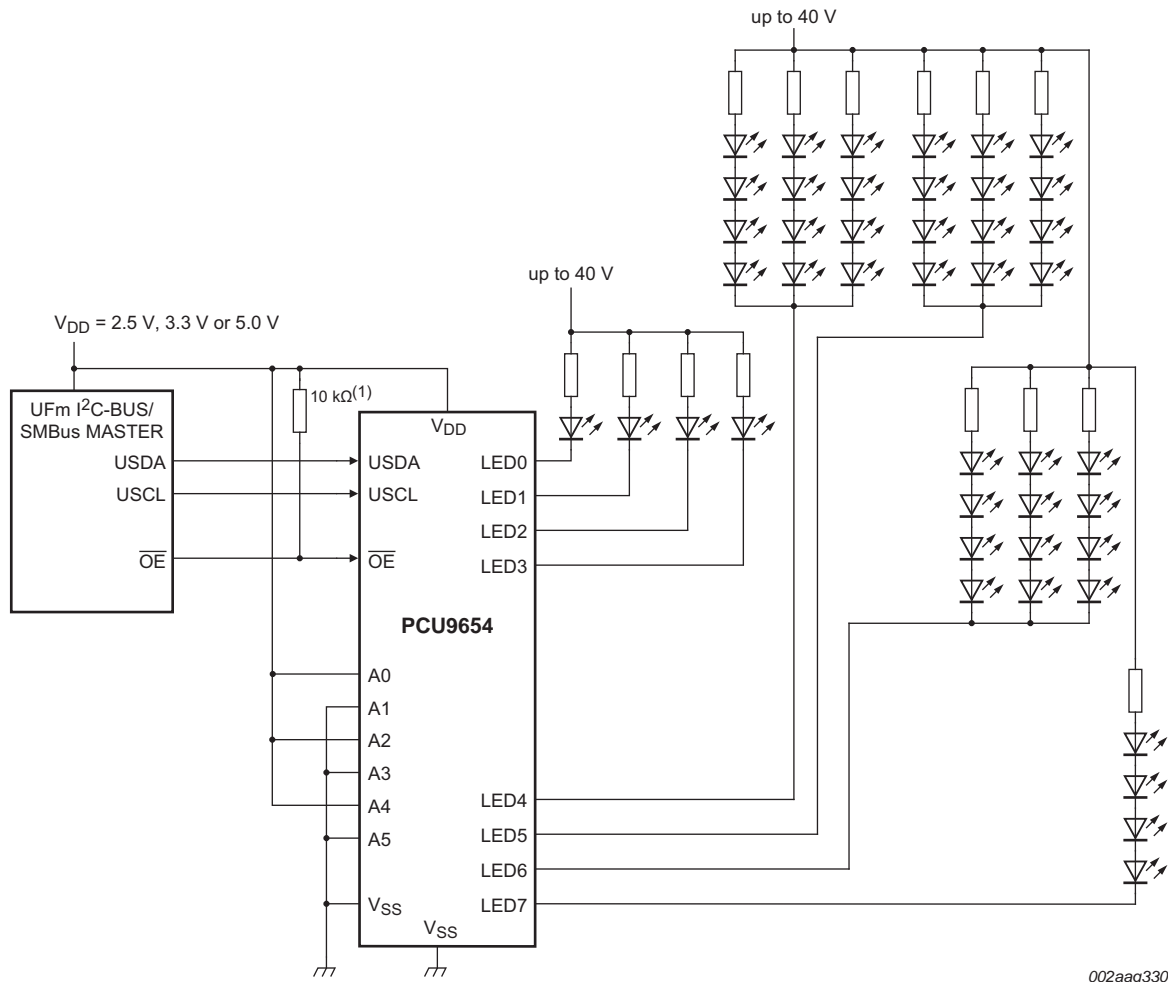 up to 40 V
up to 40 V
V_DD = 2.5 V, 3.3 V or 5.0 V
UFm I²C-BUS/
SMBus MASTER
USDA
USCL
O̅E̅
10 kΩ⁽¹⁾
V_DD
USDA
USCL
O̅E̅
LED0
LED1
LED2
LED3
PCU9654
A0
A1
A2
A3
A4
A5
V_SS
V_SS
LED4
LED5
LED6
LED7
002aag330